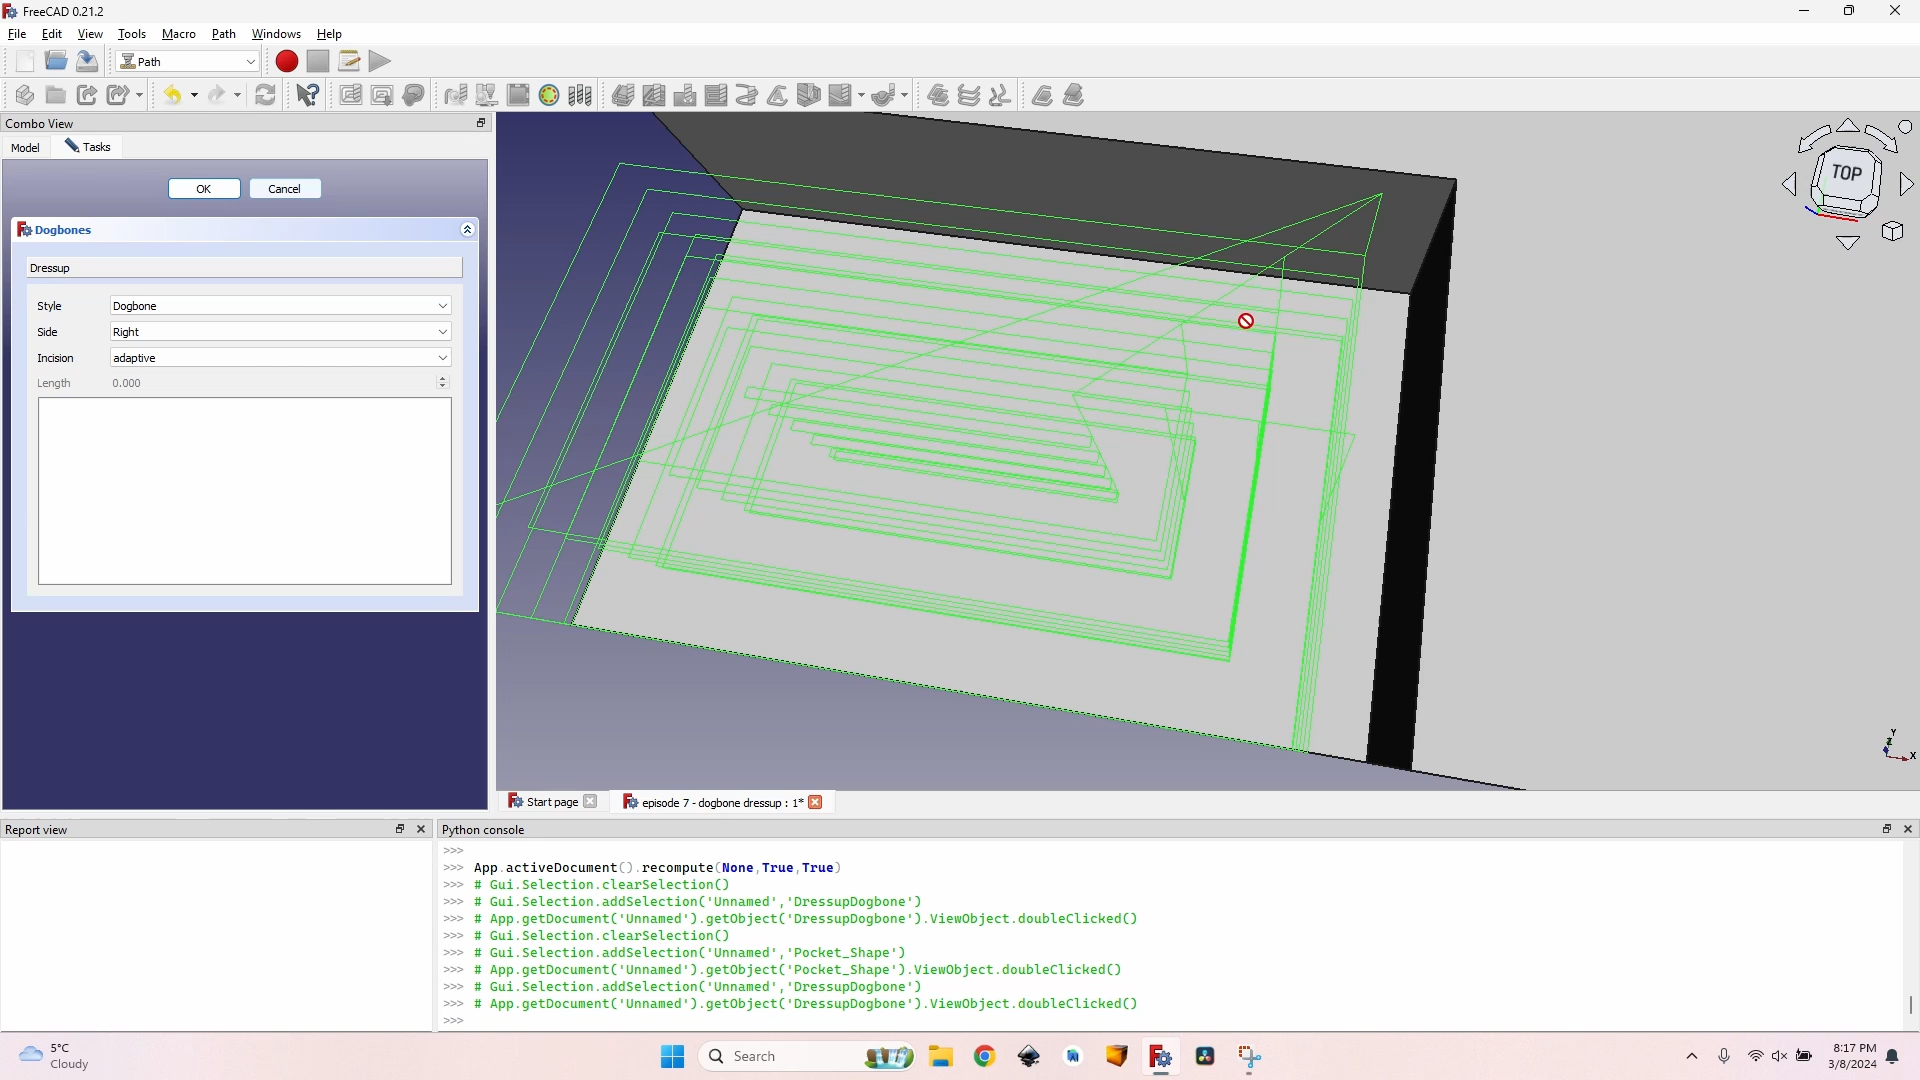 FreeCAD 0.21.2
File Edit View Tools Macro Path Windows Help
Path
Combo View
Model Tasks
OK Cancel
Dogbones
Dressup
Style Dogbone
Side Right
Incision adaptive
Length 0.000
TOP
Y
Z
X
Start page episode 7 - dogbone dressup : 1*
Report view
Python console
>>>
>>> App.activeDocument().recompute(None,True,True)
>>> # Gui.Selection.clearSelection()
>>> # Gui.Selection.addSelection('Unnamed','DressupDogbone')
>>> # App.getDocument('Unnamed').getObject('DressupDogbone').ViewObject.doubleClicked()
>>> # Gui.Selection.clearSelection()
>>> # Gui.Selection.addSelection('Unnamed','Pocket_Shape')
>>> # App.getDocument('Unnamed').getObject('Pocket_Shape').ViewObject.doubleClicked()
>>> # Gui.Selection.addSelection('Unnamed','DressupDogbone')
>>> # App.getDocument('Unnamed').getObject('DressupDogbone').ViewObject.doubleClicked()
>>>
5°C
Cloudy
Search
8:17 PM
3/8/2024